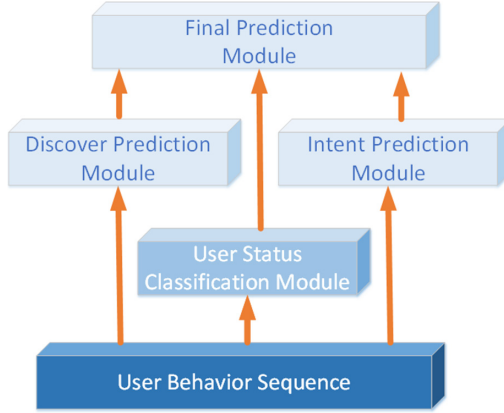 Final Prediction
Module
Discover Prediction
Module
Intent Prediction
Module
User Status
Classification Module
User Behavior Sequence